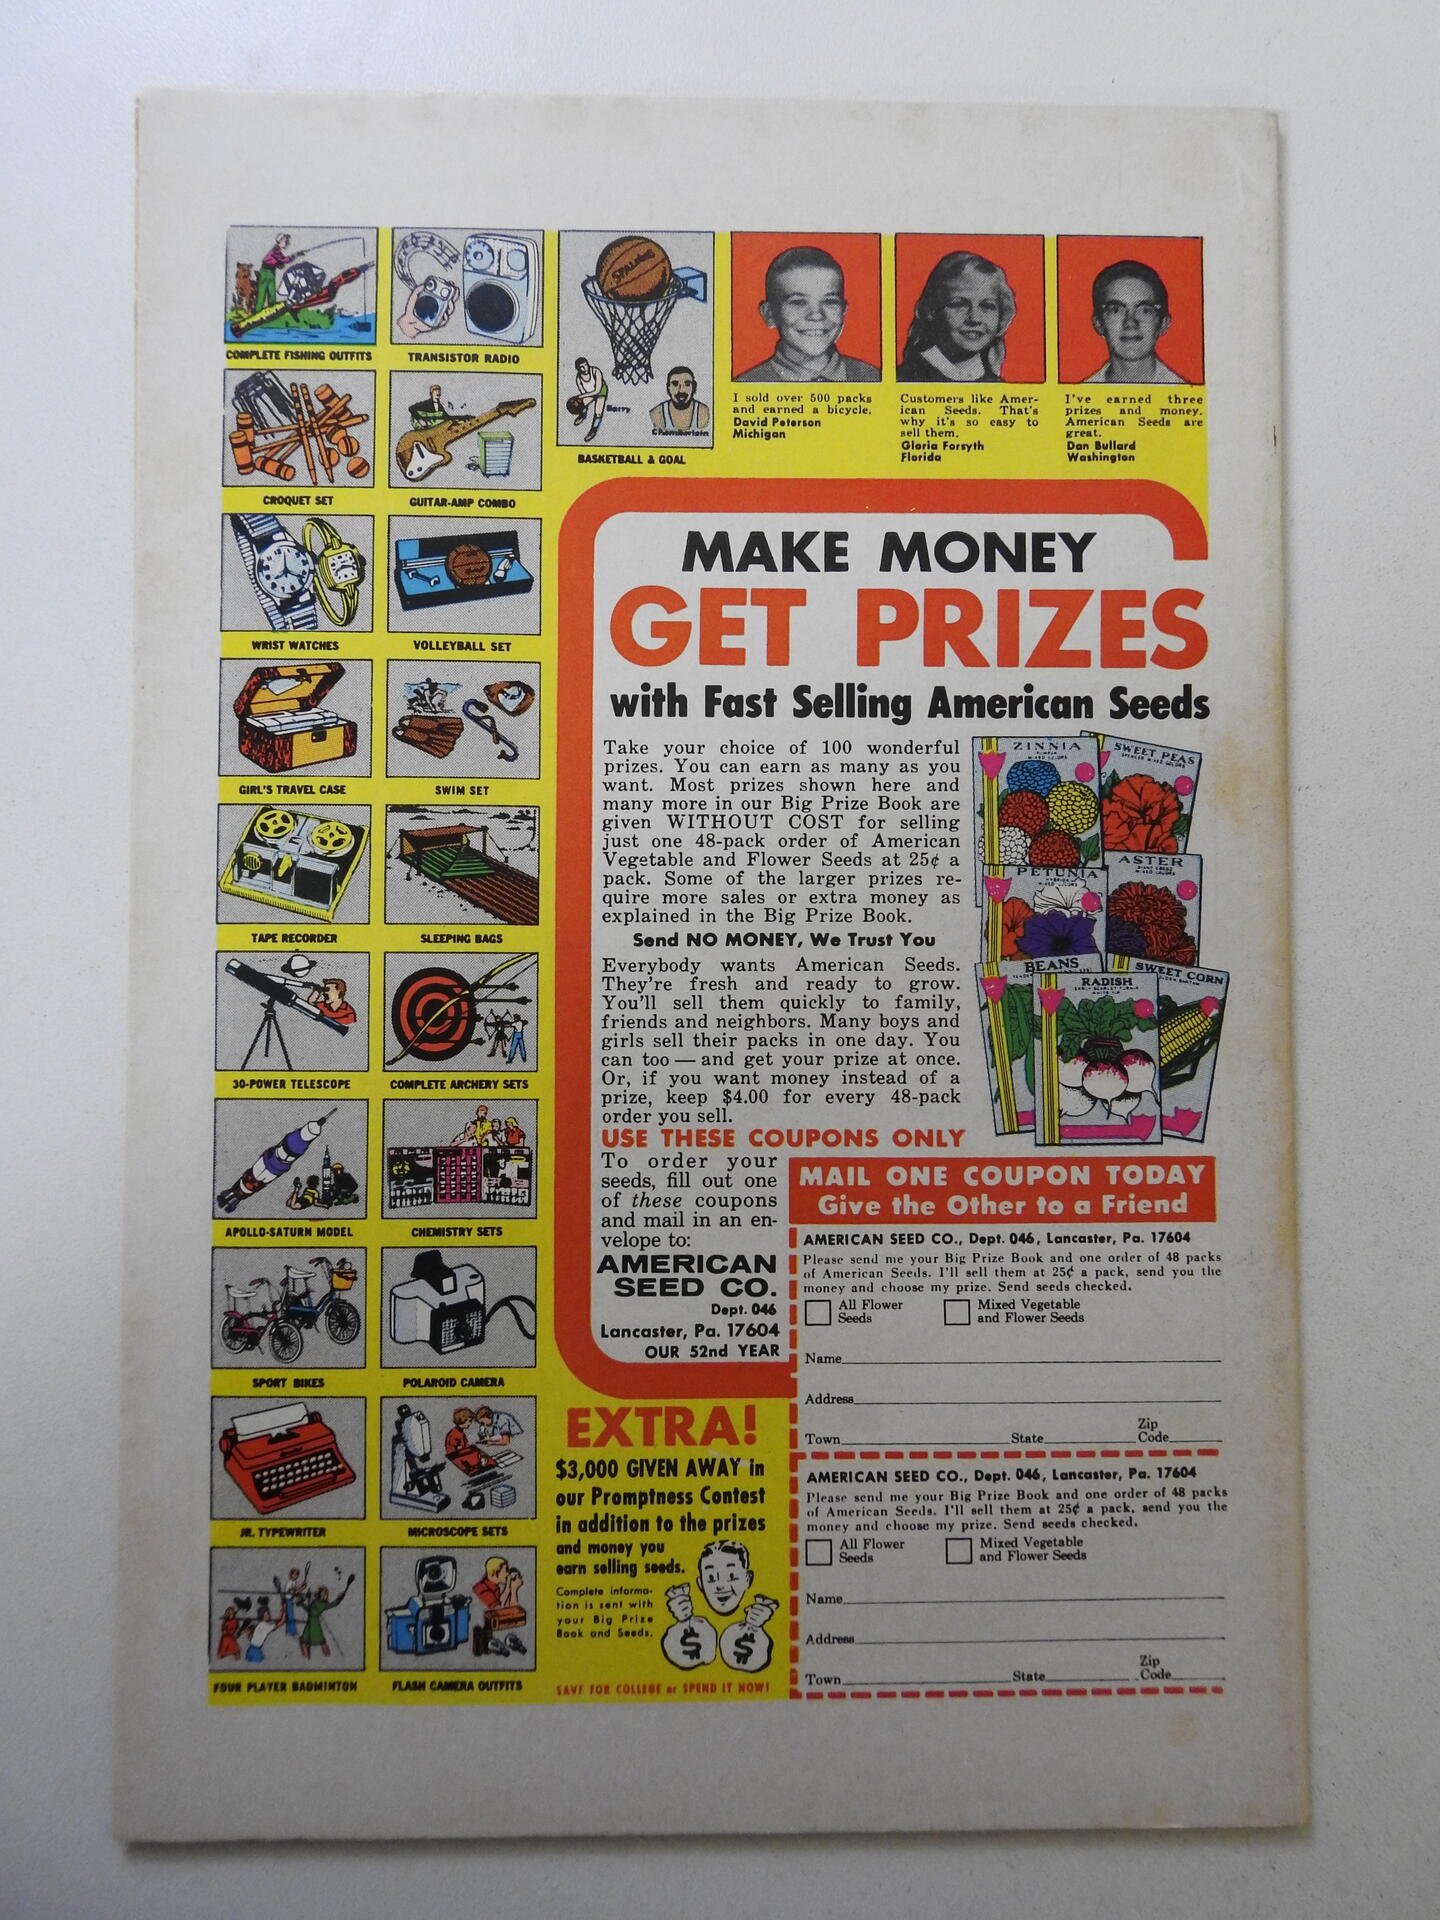 COMPLETE FISHING OUTFITS
TRANSISTOR RADIO
SPALDING
Barry
Chamberlain
BASKETBALL & GOAL
CROQUET SET
GUITAR-AMP COMBO
WRIST WATCHES
VOLLEYBALL SET
GIRL'S TRAVEL CASE
SWIM SET
TAPE RECORDER
SLEEPING BAGS
30-POWER TELESCOPE
COMPLETE ARCHERY SETS
APOLLO-SATURN MODEL
CHEMISTRY SETS
SPORT BIKES
POLAROID CAMERA
JR. TYPEWRITER
MICROSCOPE SETS
FOUR PLAYER BADMINTON
FLASH CAMERA OUTFITS
I sold over 500 packs
and earned a bicycle.
David Peterson
Michigan
Customers like Amer-
ican Seeds. That's
why it's so easy to
sell them.
Gloria Forsyth
Florida
I've earned three
prizes and money.
American Seeds are
great.
Dan Bullard
Washington
MAKE MONEY
GET PRIZES
with Fast Selling American Seeds
Take your choice of 100 wonderful
prizes. You can earn as many as you
want. Most prizes shown here and
many more in our Big Prize Book are
given WITHOUT COST for selling
just one 48-pack order of American
Vegetable and Flower Seeds at 25¢ a
pack. Some of the larger prizes re-
quire more sales or extra money as
explained in the Big Prize Book.
Send NO MONEY, We Trust You
Everybody wants American Seeds.
They're fresh and ready to grow.
You'll sell them quickly to family,
friends and neighbors. Many boys and
girls sell their packs in one day. You
can too — and get your prize at once.
Or, if you want money instead of a
prize, keep $4.00 for every 48-pack
order you sell.
ZINNIA
MIXED COLORS
SWEET PEAS
SPENCER MIXED COLORS
PETUNIA
MIXED COLORS
ASTER
MIXED COLORS
BEANS
RADISH
SWEET CORN
USE THESE COUPONS ONLY
To order your
seeds, fill out one
of these coupons
and mail in an en-
velope to:
AMERICAN
SEED CO.
Dept. 046
Lancaster, Pa. 17604
OUR 52nd YEAR
MAIL ONE COUPON TODAY
Give the Other to a Friend
AMERICAN SEED CO., Dept. 046, Lancaster, Pa. 17604
Please send me your Big Prize Book and one order of 48 packs
of American Seeds. I'll sell them at 25¢ a pack, send you the
money and choose my prize. Send seeds checked.
All Flower
Seeds
Mixed Vegetable
and Flower Seeds
Name
Address
Town State Zip
Code
AMERICAN SEED CO., Dept. 046, Lancaster, Pa. 17604
Please send me your Big Prize Book and one order of 48 packs
of American Seeds. I'll sell them at 25¢ a pack, send you the
money and choose my prize. Send seeds checked.
All Flower
Seeds
Mixed Vegetable
and Flower Seeds
Name
Address
Town State Zip
Code
EXTRA!
$3,000 GIVEN AWAY in
our Promptness Contest
in addition to the prizes
and money you
earn selling seeds.
Complete informa-
tion is sent with
your Big Prize
Book and Seeds.
$ $
SAVE FOR COLLEGE or SPEND IT NOW!